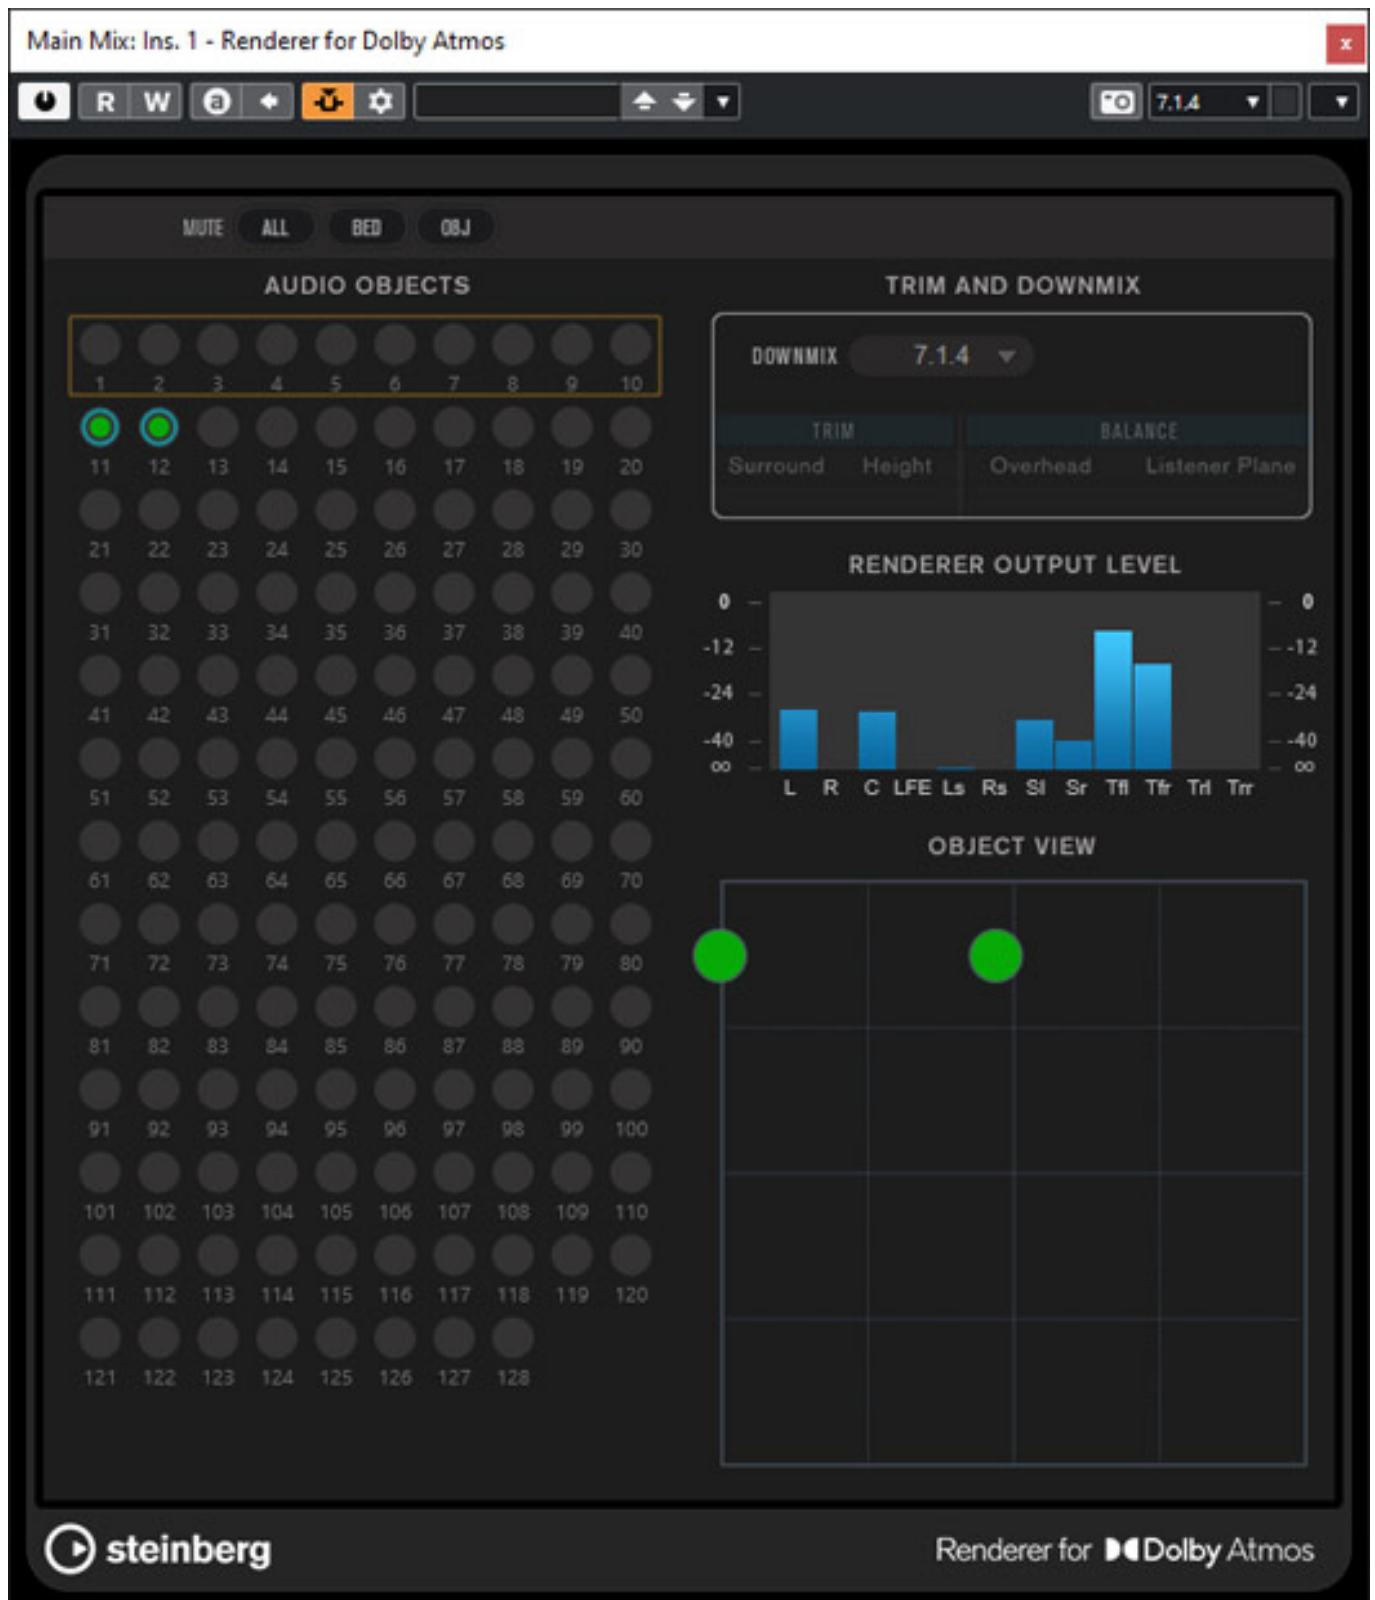 Main Mix: Ins. 1 - Renderer for Dolby Atmos
x
R W a 7.1.4
MUTE ALL BED OBJ
AUDIO OBJECTS
1 2 3 4 5 6 7 8 9 10
11 12 13 14 15 16 17 18 19 20
21 22 23 24 25 26 27 28 29 30
31 32 33 34 35 36 37 38 39 40
41 42 43 44 45 46 47 48 49 50
51 52 53 54 55 56 57 58 59 60
61 62 63 64 65 66 67 68 69 70
71 72 73 74 75 76 77 78 79 80
81 82 83 84 85 86 87 88 89 90
91 92 93 94 95 96 97 98 99 100
101 102 103 104 105 106 107 108 109 110
111 112 113 114 115 116 117 118 119 120
121 122 123 124 125 126 127 128
TRIM AND DOWNMIX
DOWNMIX 7.1.4
TRIM BALANCE
Surround Height Overhead Listener Plane
RENDERER OUTPUT LEVEL
0 0
-12 -12
-24 -24
-40 -40
∞ ∞
L R C LFE Ls Rs Sl Sr Tfl Tfr Trl Trr
OBJECT VIEW
steinberg
Renderer for Dolby Atmos